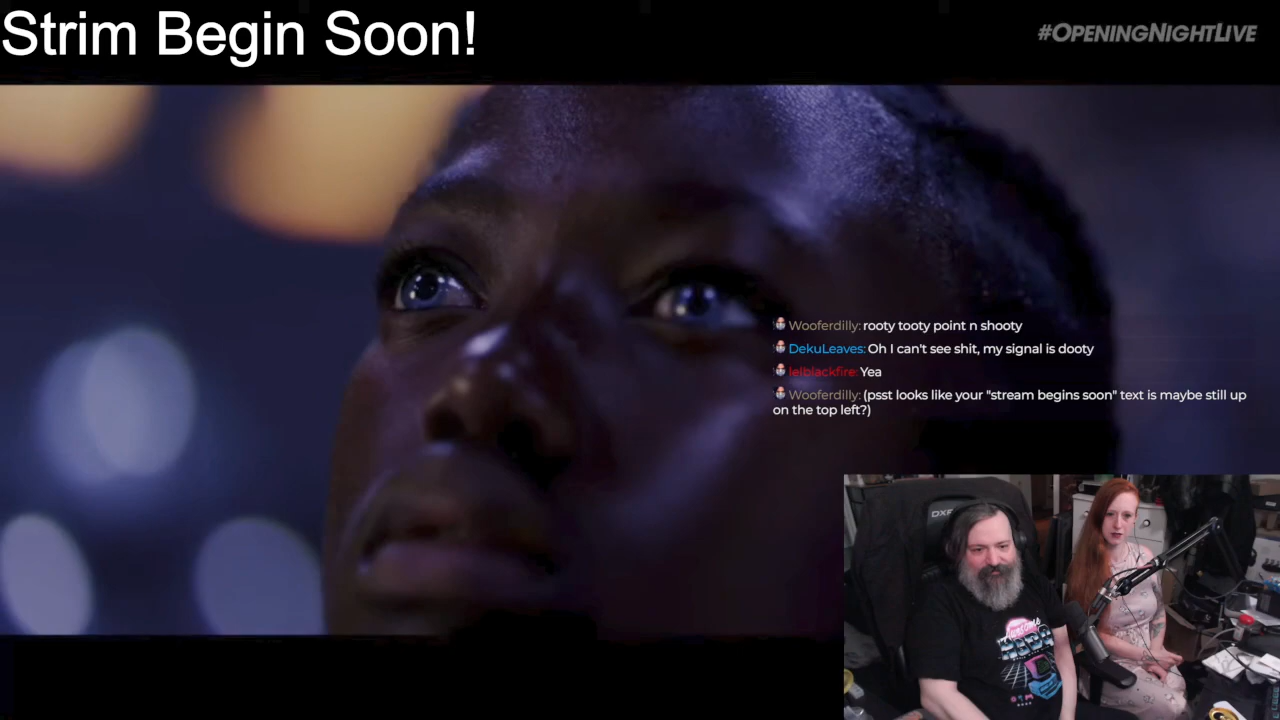 Strim Begin Soon!
#OPENINGNIGHTLIVE
Wooferdilly: rooty tooty point n shooty
DekuLeaves: Oh I can't see shit, my signal is dooty
lelblackfire: Yea
Wooferdilly: (psst looks like your "stream begins soon" text is maybe still up
on the top left?)
Awesome